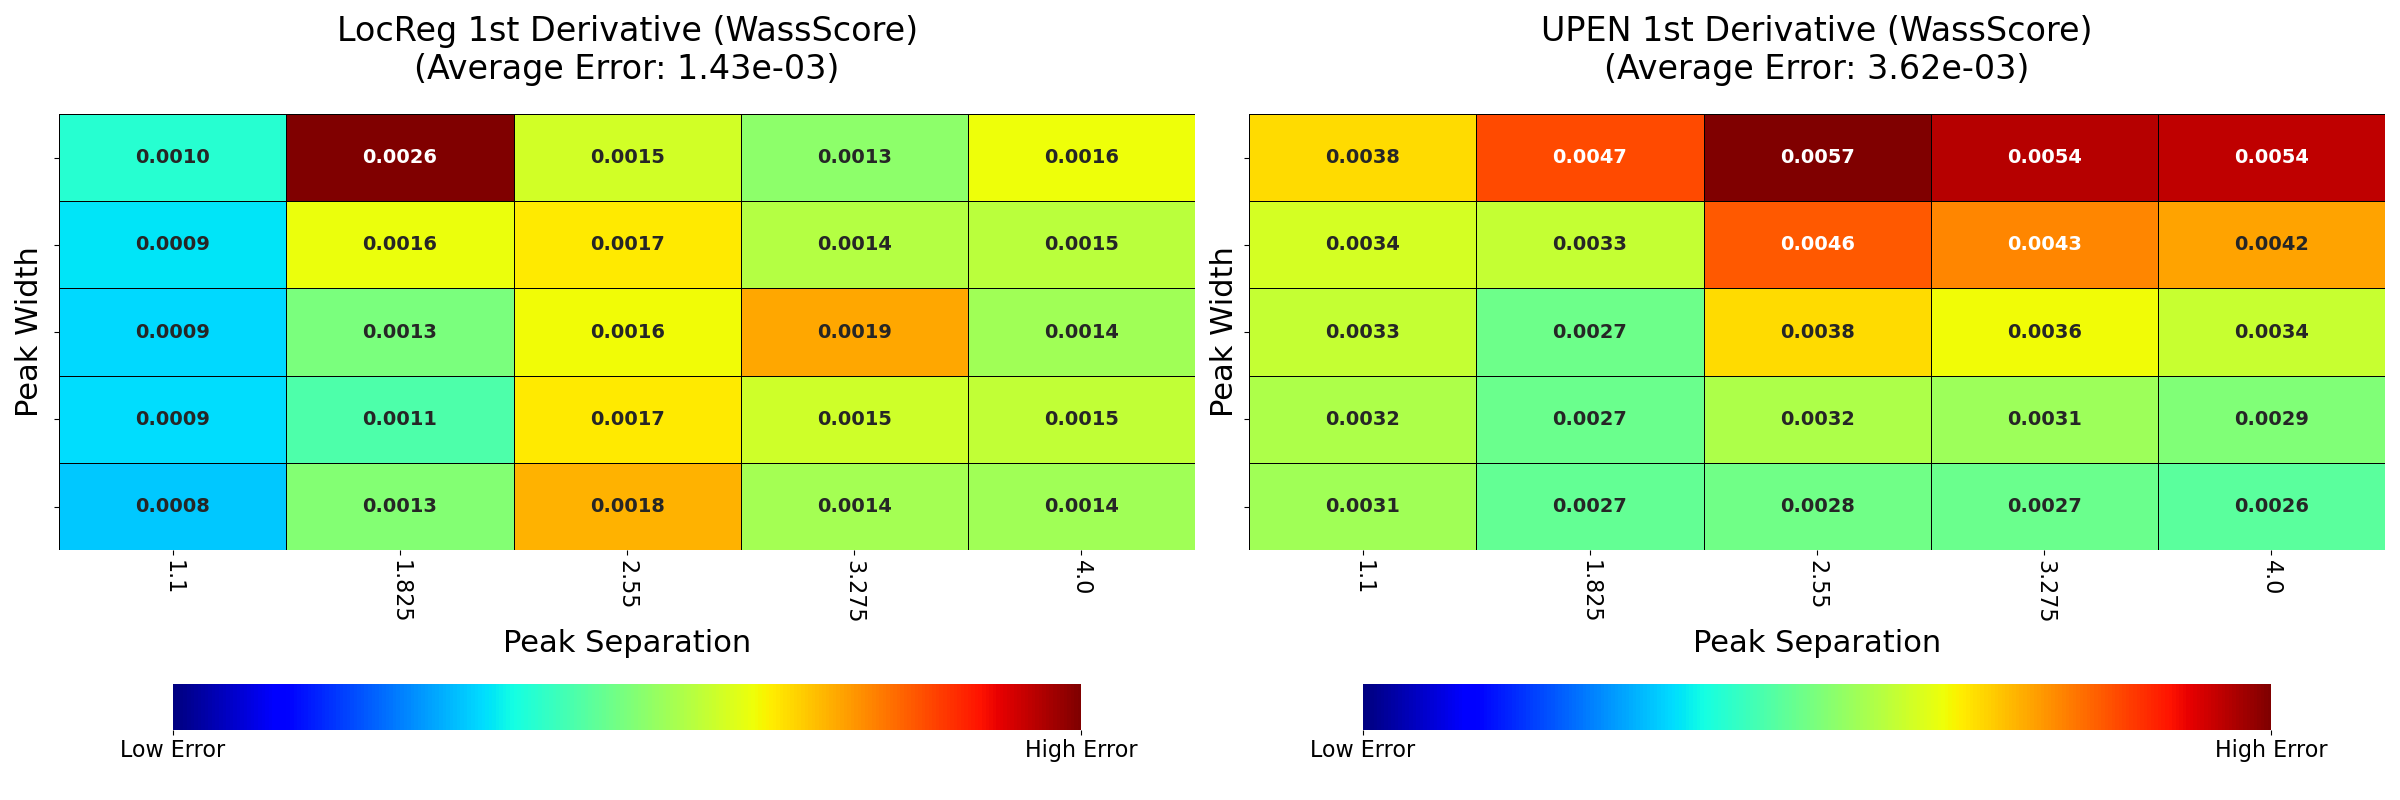 LocReg 1st Derivative (WassScore)
(Average Error: 1.43e-03)
Peak Width
0.0010 0.0026 0.0015 0.0013 0.0016
0.0009 0.0016 0.0017 0.0014 0.0015
0.0009 0.0013 0.0016 0.0019 0.0014
0.0009 0.0011 0.0017 0.0015 0.0015
0.0008 0.0013 0.0018 0.0014 0.0014
1.1 1.825 2.55 3.275 4.0
Peak Separation
Low Error High Error
UPEN 1st Derivative (WassScore)
(Average Error: 3.62e-03)
Peak Width
0.0038 0.0047 0.0057 0.0054 0.0054
0.0034 0.0033 0.0046 0.0043 0.0042
0.0033 0.0027 0.0038 0.0036 0.0034
0.0032 0.0027 0.0032 0.0031 0.0029
0.0031 0.0027 0.0028 0.0027 0.0026
1.1 1.825 2.55 3.275 4.0
Peak Separation
Low Error High Error